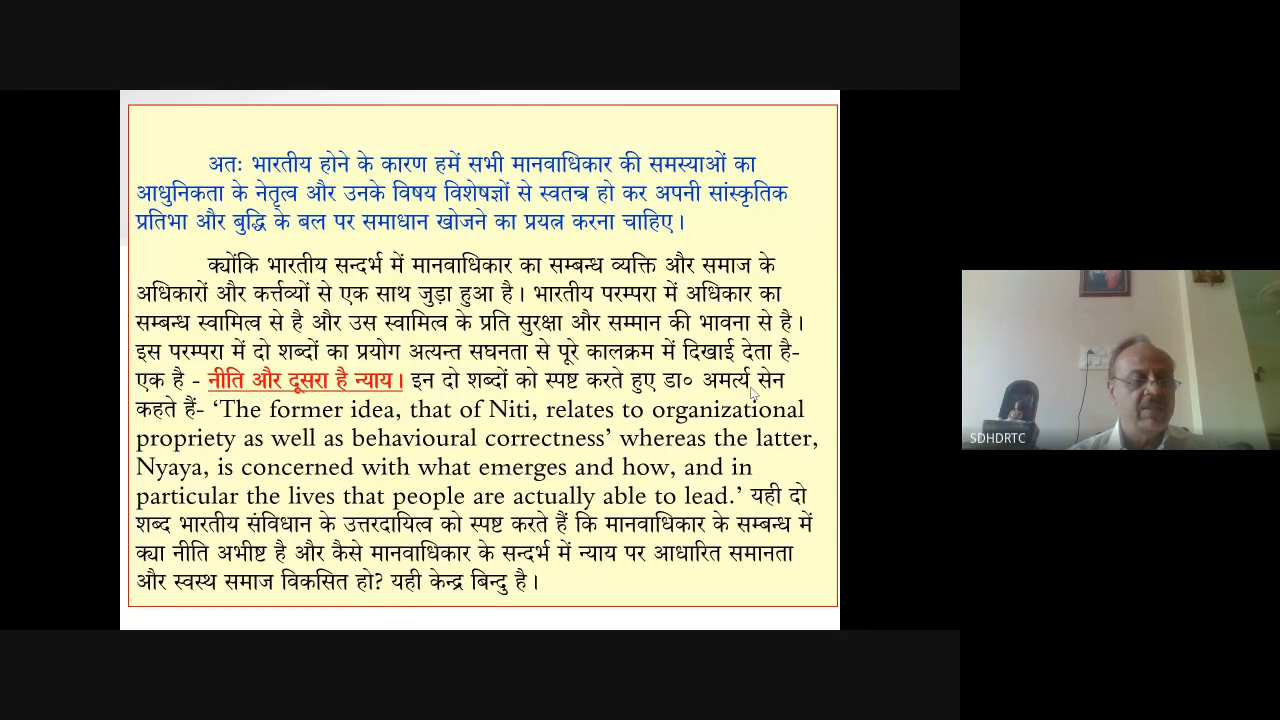 अतः भारतीय होने के कारण हमें सभी मानवाधिकार की समस्याओं का
आधुनिकता के नेतृत्व और उनके विषय विशेषज्ञों से स्वतन्त्र हो कर अपनी सांस्कृतिक
प्रतिभा और बुद्धि के बल पर समाधान खोजने का प्रयत्न करना चाहिए।
क्योंकि भारतीय सन्दर्भ में मानवाधिकार का सम्बन्ध व्यक्ति और समाज के
अधिकारों और कर्त्तव्यों से एक साथ जुड़ा हुआ है। भारतीय परम्परा में अधिकार का
सम्बन्ध स्वामित्व से है और उस स्वामित्व के प्रति सुरक्षा और सम्मान की भावना से है।
इस परम्परा में दो शब्दों का प्रयोग अत्यन्त सघनता से पूरे कालक्रम में दिखाई देता है-
एक है - नीति और दूसरा है न्याय। इन दो शब्दों को स्पष्ट करते हुए डा० अमर्त्य सेन
कहते हैं- ‘The former idea, that of Niti, relates to organizational
propriety as well as behavioural correctness’ whereas the latter,
Nyaya, is concerned with what emerges and how, and in
particular the lives that people are actually able to lead.’ यही दो
शब्द भारतीय संविधान के उत्तरदायित्व को स्पष्ट करते हैं कि मानवाधिकार के सम्बन्ध में
क्या नीति अभीष्ट है और कैसे मानवाधिकार के सन्दर्भ में न्याय पर आधारित समानता
और स्वस्थ समाज विकसित हो? यही केन्द्र बिन्दु है।
SDHDRTC